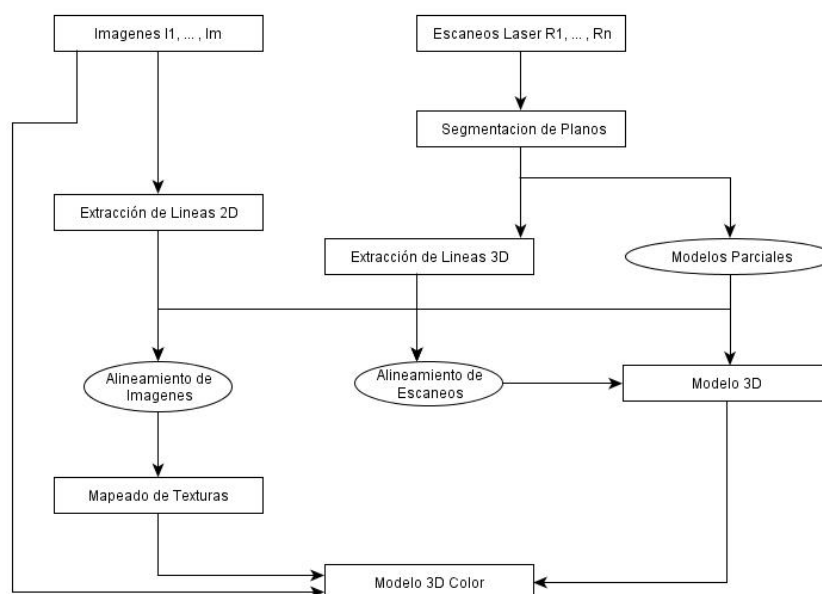 Imagenes I1, ... , Im
Escaneos Laser R1, ... , Rn
Segmentacion de Planos
Extracción de Lineas 2D
Extracción de Lineas 3D
Modelos Parciales
Alineamiento de
Imagenes
Alineamiento de
Escaneos
Modelo 3D
Mapeado de Texturas
Modelo 3D Color